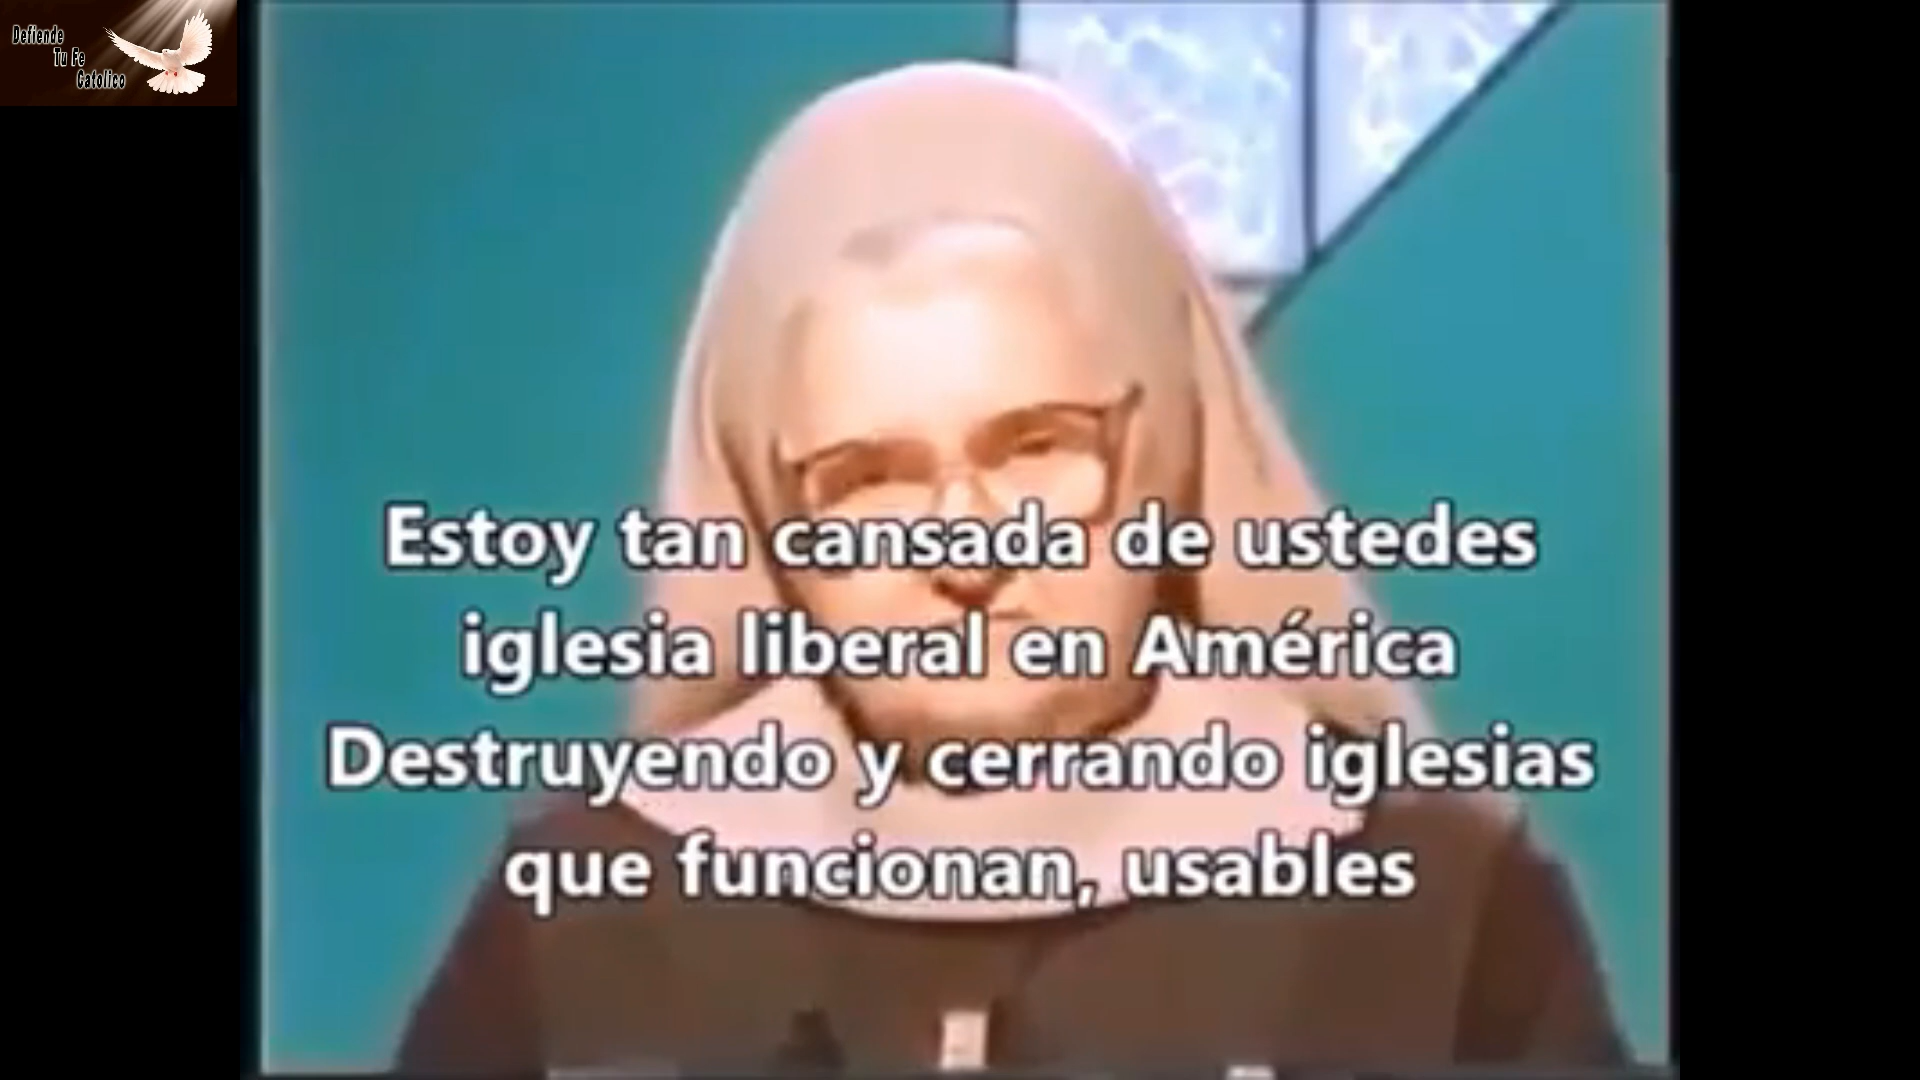 Defiende
Tu Fe
Catolico
Estoy tan cansada de ustedes
iglesia liberal en América
Destruyendo y cerrando iglesias
que funcionan, usables